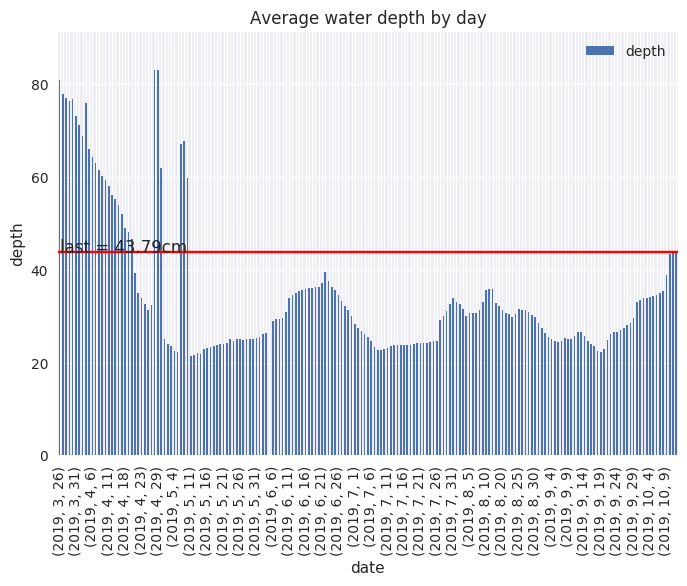 Average water depth by day
depth
80
60
40
20
0
depth
last = 43.79cm
(2019, 3, 26)
(2019, 3, 31)
(2019, 4, 6)
(2019, 4, 11)
(2019, 4, 18)
(2019, 4, 23)
(2019, 4, 29)
(2019, 5, 4)
(2019, 5, 11)
(2019, 5, 16)
(2019, 5, 21)
(2019, 5, 26)
(2019, 5, 31)
(2019, 6, 6)
(2019, 6, 11)
(2019, 6, 16)
(2019, 6, 21)
(2019, 6, 26)
(2019, 7, 1)
(2019, 7, 6)
(2019, 7, 11)
(2019, 7, 16)
(2019, 7, 21)
(2019, 7, 26)
(2019, 7, 31)
(2019, 8, 5)
(2019, 8, 10)
(2019, 8, 20)
(2019, 8, 25)
(2019, 8, 30)
(2019, 9, 4)
(2019, 9, 9)
(2019, 9, 14)
(2019, 9, 19)
(2019, 9, 24)
(2019, 9, 29)
(2019, 10, 4)
(2019, 10, 9)
date